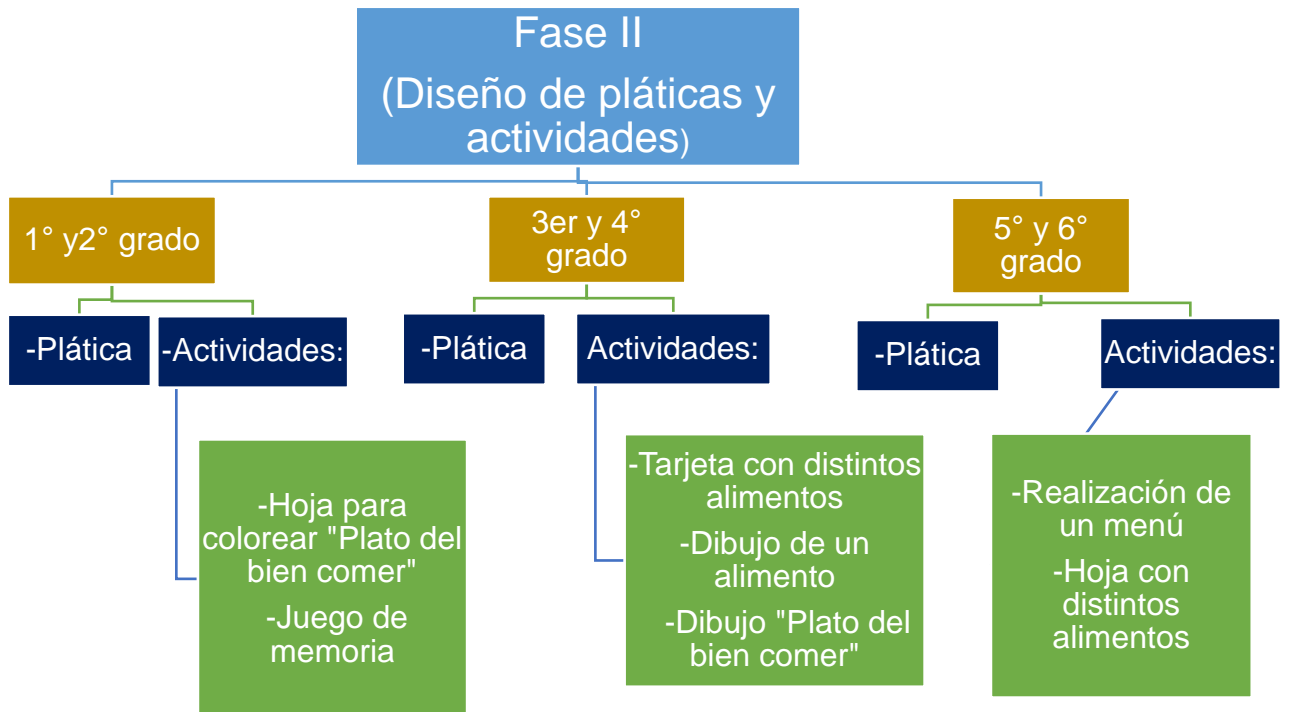 Fase II
(Diseño de pláticas y
actividades)
1° y2° grado
3er y 4°
grado
5° y 6°
grado
-Plática
-Actividades:
-Plática
Actividades:
-Plática
Actividades:
-Hoja para
colorear "Plato del
bien comer"
-Juego de
memoria
-Tarjeta con distintos
alimentos
-Dibujo de un
alimento
-Dibujo "Plato del
bien comer"
-Realización de
un menú
-Hoja con
distintos
alimentos